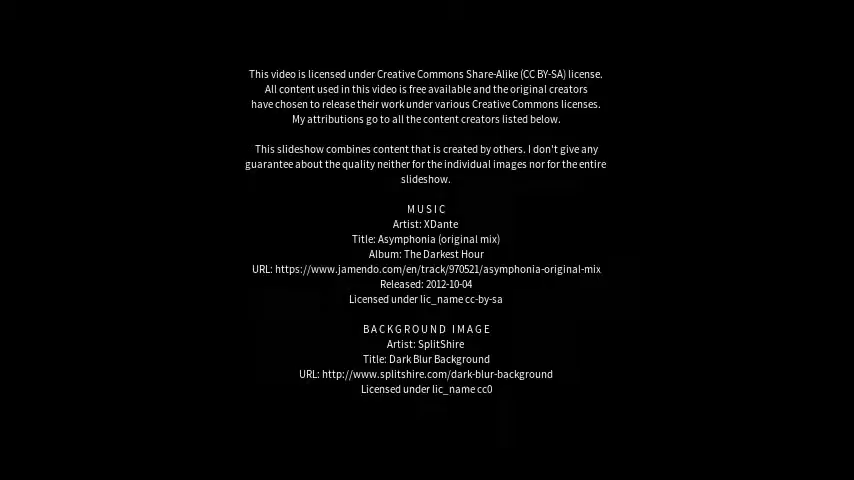 This video is licensed under Creative Commons Share-Alike (CC BY-SA) license.
All content used in this video is free available and the original creators
have chosen to release their work under various Creative Commons licenses.
My attributions go to all the content creators listed below.
This slideshow combines content that is created by others. I don't give any
guarantee about the quality neither for the individual images nor for the entire
slideshow.
MUSIC
Artist: XDante
Title: Asymphonia (original mix)
Album: The Darkest Hour
URL: https://www.jamendo.com/en/track/970521/asymphonia-original-mix
Released: 2012-10-04
Licensed under lic_name cc-by-sa
BACKGROUND IMAGE
Artist: SplitShire
Title: Dark Blur Background
URL: http://www.splitshire.com/dark-blur-background
Licensed under lic_name cc0